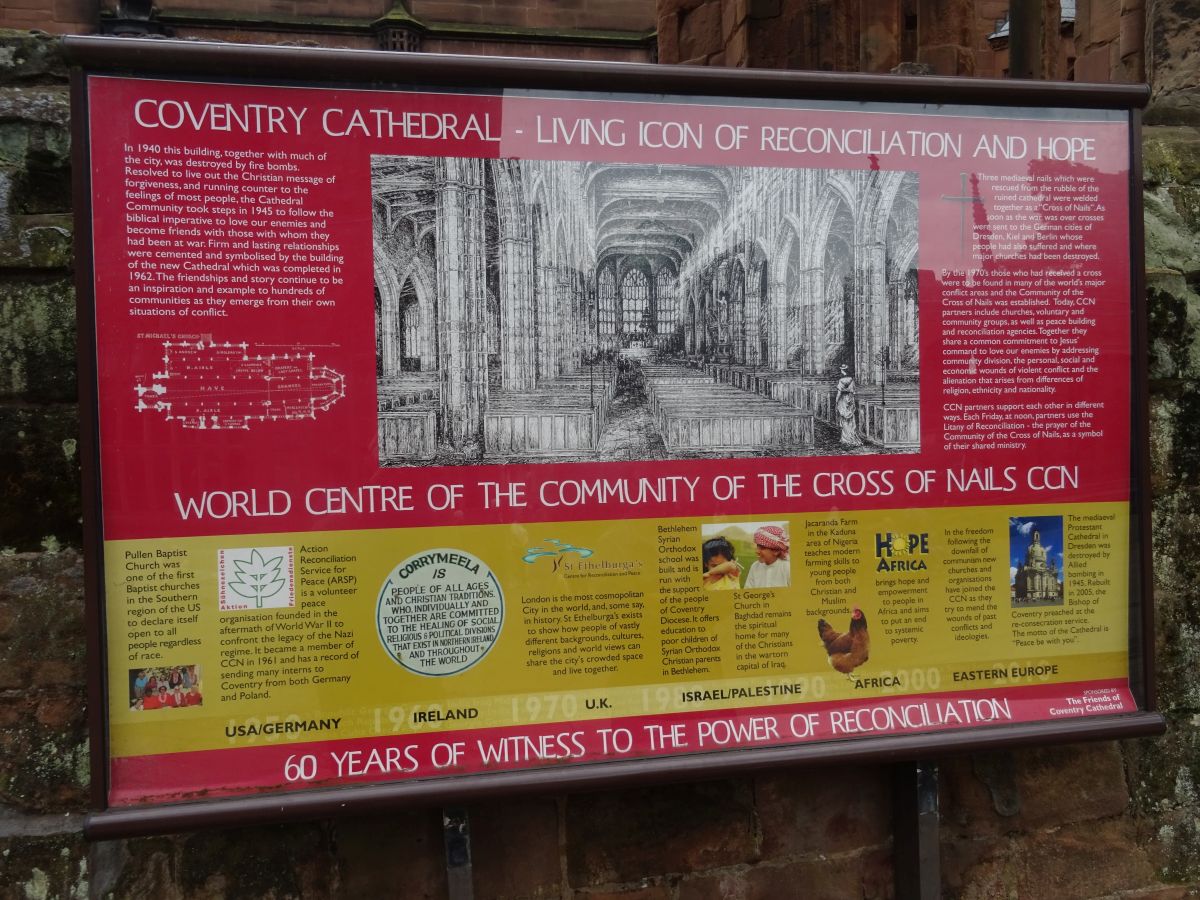 COVENTRY CATHEDRAL - LIVING ICON OF RECONCILIATION AND HOPE
In 1940 this building, together with much of
the city, was destroyed by fire bombs.
Resolved to live out the Christian message of
forgiveness, and running counter to the
feelings of most people, the Cathedral
Community took steps in 1945 to follow the
biblical imperative to love our enemies and
become friends with those with whom they
had been at war. Firm and lasting relationships
were cemented and symbolised by the building
of the new Cathedral which was completed in
1962. The friendships and story continue to be
an inspiration and example to hundreds of
communities as they emerge from their own
situations of conflict.
ST MICHAEL'S CHURCH
NAVE
S. AISLE
Three mediaeval nails which were
rescued from the rubble of the
ruined cathedral were welded
together as a "Cross of Nails". As
soon as the war was over crosses
were sent to the German cities of
Dresden, Kiel and Berlin whose
people had also suffered and where
major churches had been destroyed.
By the 1970's those who had received a cross
were to be found in many of the world's major
conflict areas and the Community of the
Cross of Nails was established. Today, CCN
partners include churches, voluntary and
community groups, as well as peace building
and reconciliation agencies. Together they
share a common commitment to Jesus'
command to love our enemies by addressing
community division, the personal, social and
economic wounds of violent conflict and the
alienation that arises from differences of
religion, ethnicity and nationality.
CCN partners support each other in different
ways. Each Friday, at noon, partners use the
Litany of Reconciliation - the prayer of the
Community of the Cross of Nails, as a symbol
of their shared ministry.
WORLD CENTRE OF THE COMMUNITY OF THE CROSS OF NAILS CCN
Pullen Baptist
Church was
one of the first
Baptist churches
in the Southern
region of the US
to declare itself
open to all
people regardless
of race.
Sühnezeichen
Aktion
Friedensdienste
Action
Reconciliation
Service for
Peace (ARSP)
is a volunteer
peace
organisation founded in the
aftermath of World War II to
confront the legacy of the Nazi
regime. It became a member of
CCN in 1961 and has a record of
sending many interns to
Coventry from both Germany
and Poland.
CORRYMEELA
IS
PEOPLE OF ALL AGES
AND CHRISTIAN TRADITIONS,
WHO, INDIVIDUALLY AND
TOGETHER ARE COMMITTED
TO THE HEALING OF SOCIAL,
RELIGIOUS & POLITICAL DIVISIONS
THAT EXIST IN NORTHERN IRELAND
AND THROUGHOUT
THE WORLD
St Ethelburga's
Centre for Reconciliation and Peace
London is the most cosmopolitan
City in the world, and, some say,
in history. St Ethelburga's exists
to show how people of vastly
different backgrounds, cultures,
religions and world views can
share the city's crowded space
and live together.
Bethlehem
Syrian
Orthodox
school was
built and is
run with
the support
of the people
of Coventry
Diocese. It offers
education to
poor children of
Syrian Orthodox
Christian parents
in Bethlehem.
St George's
Church in
Baghdad remains
the spiritual
home for many
of the Christians
in the wartorn
capital of Iraq.
Jacaranda Farm
in the Kaduna
area of Nigeria
teaches modern
farming skills to
young people
from both
Christian and
Muslim
backgrounds.
HOPE
AFRICA
brings hope and
empowerment
to people in
Africa and aims
to put an end
to systemic
poverty.
In the freedom
following the
downfall of
communism new
churches and
organisations
have joined the
CCN as they
try to mend the
wounds of past
conflicts and
ideologies.
The mediaeval
Protestant
Cathedral in
Dresden was
destroyed by
Allied
bombing in
1945. Rebuilt
in 2005, the
Bishop of
Coventry preached at the
re-consecration service.
The motto of the Cathedral is
"Peace be with you".
1970
2000
USA/GERMANY
IRELAND
U.K.
ISRAEL/PALESTINE
AFRICA
EASTERN EUROPE
60 YEARS OF WITNESS TO THE POWER OF RECONCILIATION
SPONSORED BY
The Friends of
Coventry Cathedral